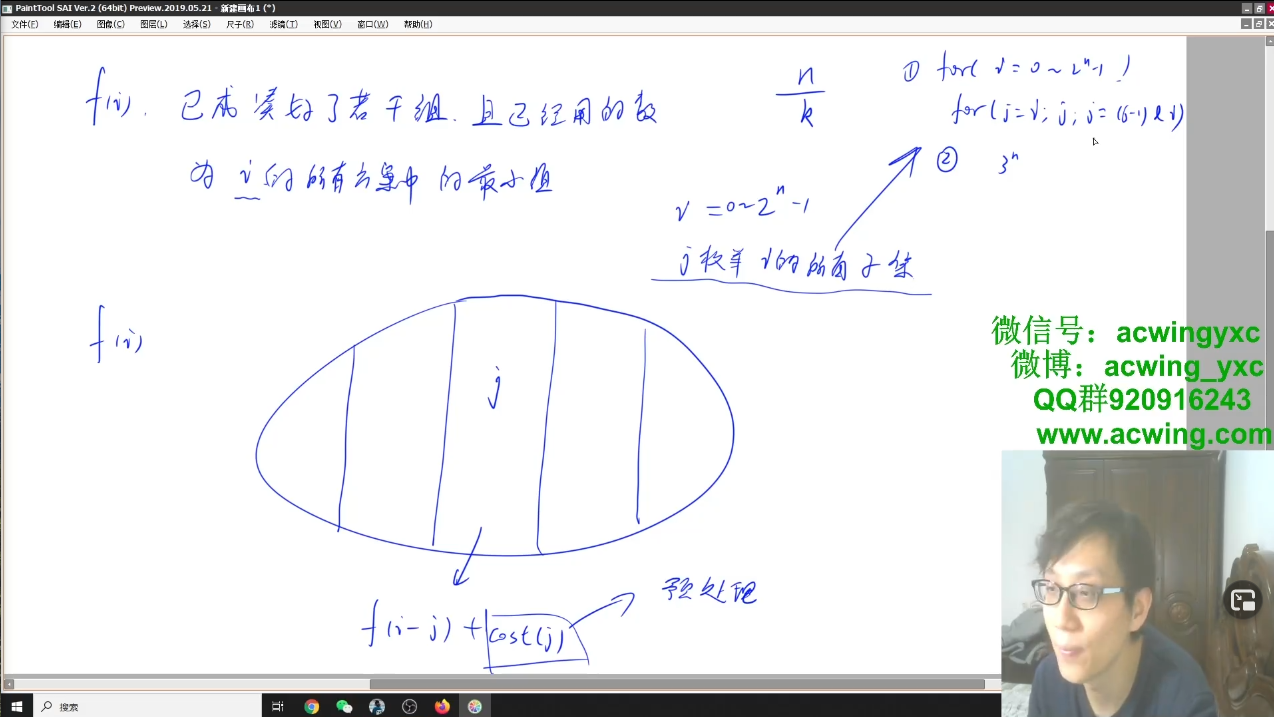 PaintTool SAI Ver.2 (64bit) Preview.2019.05.21 - 新建画布1 (*)
文件(F) 编辑(E) 图像(C) 图层(L) 选择(S) 尺子(R) 滤镜(T) 视图(V) 窗口(W) 帮助(H)
f(i). 已成凑好了若干组. 且已经用的数
为 i 的所有方案中的最小值
n
k
① for( i = 0 ~ 2^n-1 )
for( j = i; j; j = (j-1) & i)
② 3^n
i = 0 ~ 2^n - 1
j 枚举 i的所有子集
f(i)
j
f(i-j) + cost(j)
预处理
微信号：acwingyxc
微博：acwing_yxc
QQ群920916243
www.acwing.com
搜索